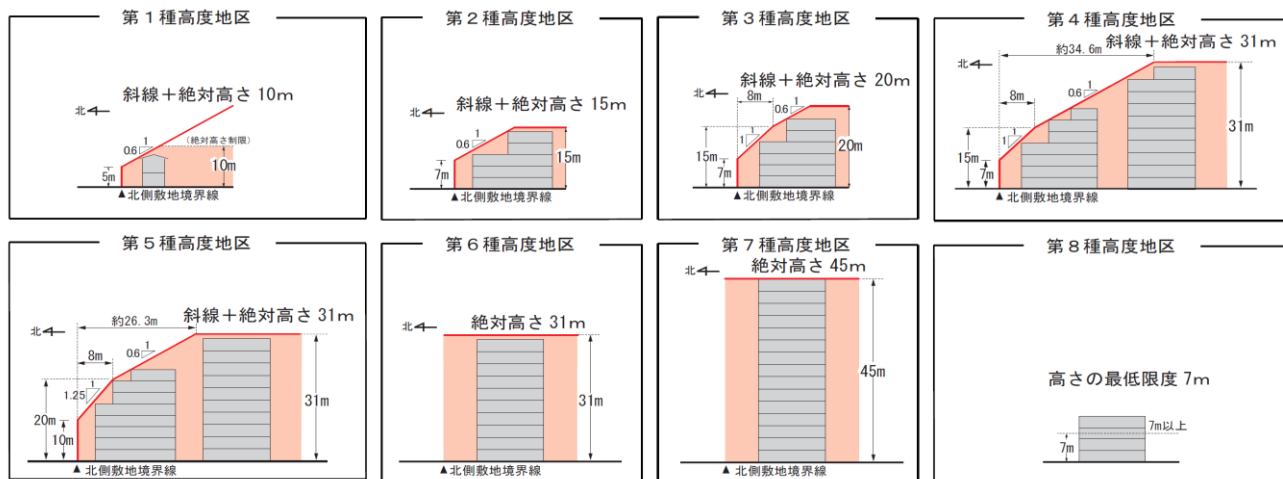 第1種高度地区
斜線＋絶対高さ 10m
北
1
0.6
(絶対高さ制限)
10m
5m
▲北側敷地境界線
第2種高度地区
斜線＋絶対高さ 15m
北
1
0.6
15m
7m
▲北側敷地境界線
第3種高度地区
斜線＋絶対高さ 20m
北
8m
1
0.6
1
1
15m
7m
20m
▲北側敷地境界線
第4種高度地区
斜線＋絶対高さ 31m
約34.6m
北
8m
1
0.6
1
1
15m
7m
31m
▲北側敷地境界線
第5種高度地区
斜線＋絶対高さ 31m
約26.3m
北
8m
1
0.6
1
1.25
20m
10m
31m
▲北側敷地境界線
第6種高度地区
絶対高さ 31m
北
31m
▲北側敷地境界線
第7種高度地区
絶対高さ 45m
北
45m
▲北側敷地境界線
第8種高度地区
高さの最低限度 7m
7m以上
7m